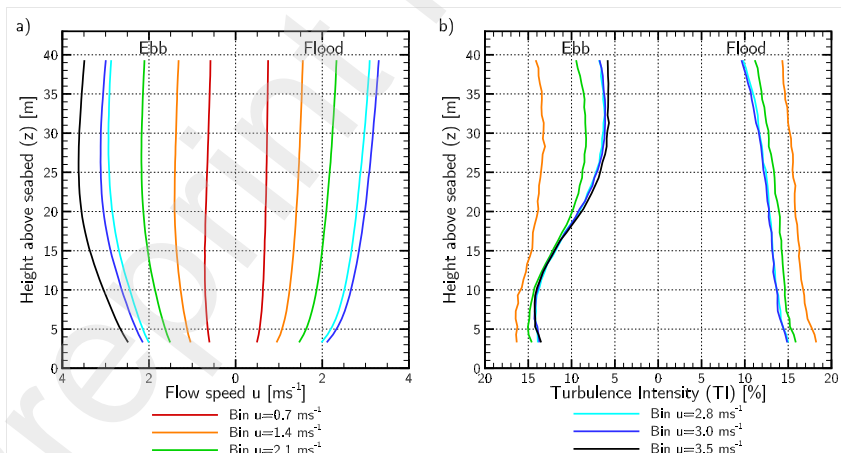 a)
Ebb
Flood
40
35
30
25
20
15
10
5
0
Height above seabed (z) [m]
4 2 0 2 4
Flow speed u [ms⁻¹]
Bin u=0.7 ms⁻¹
Bin u=1.4 ms⁻¹
Bin u=2.1 ms⁻¹
b)
Ebb
Flood
40
35
30
25
20
15
10
5
0
Height above seabed (z) [m]
20 15 10 5 0 5 10 15 20
Turbulence Intensity (TI) [%]
Bin u=2.8 ms⁻¹
Bin u=3.0 ms⁻¹
Bin u=3.5 ms⁻¹